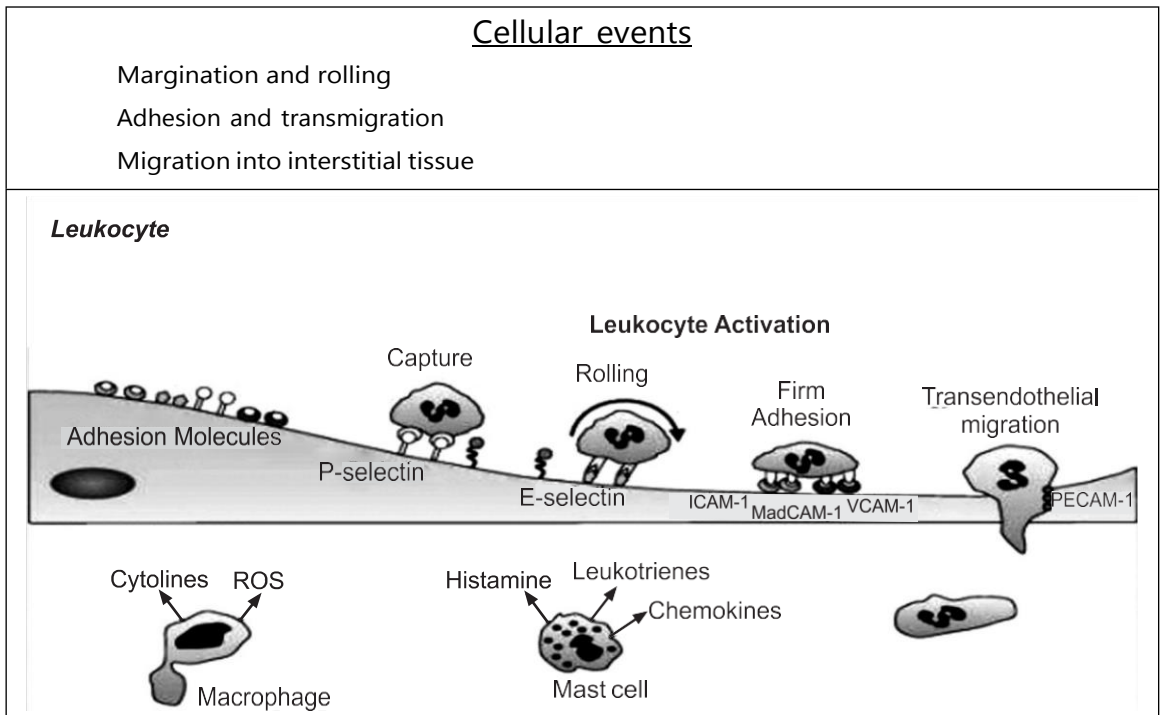 Cellular events
Margination and rolling
Adhesion and transmigration
Migration into interstitial tissue
Leukocyte
Leukocyte Activation
Capture
Rolling
Firm
Adhesion
Transendothelial
migration
Adhesion Molecules
P-selectin
E-selectin
ICAM-1
MadCAM-1
VCAM-1
PECAM-1
Cytolines
ROS
Macrophage
Histamine
Leukotrienes
Chemokines
Mast cell